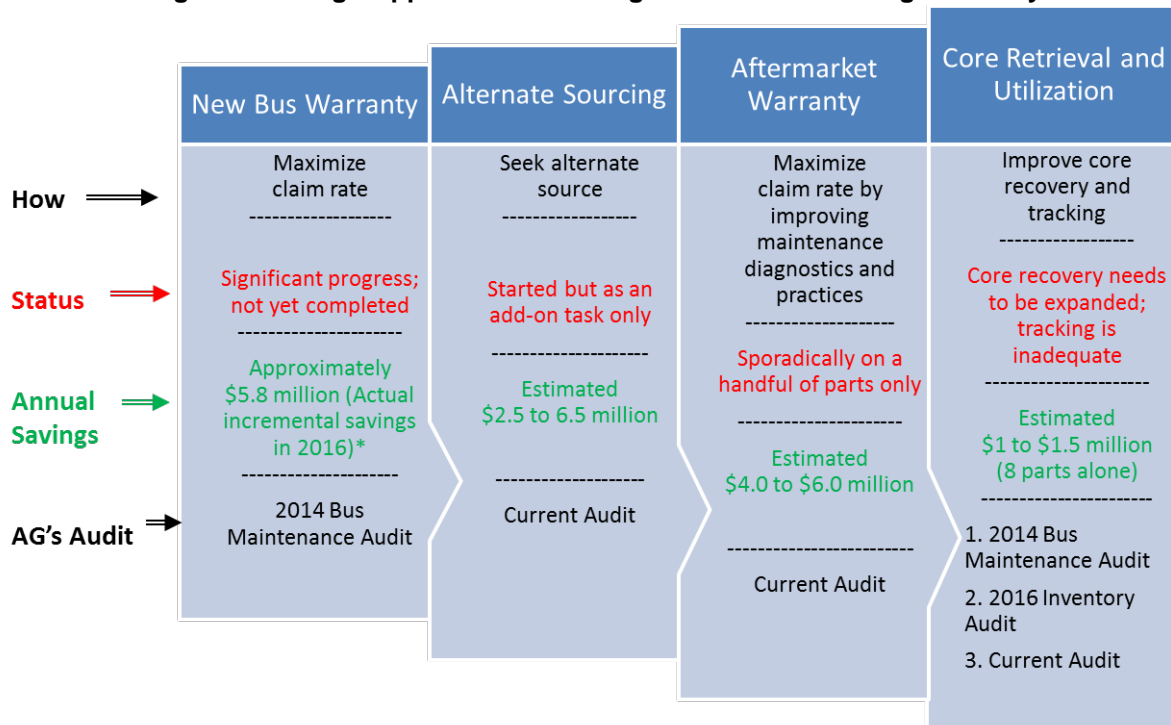 New Bus Warranty
Alternate Sourcing
Aftermarket
Warranty
Core Retrieval and
Utilization
How
Maximize
claim rate
-------------------
Seek alternate
source
------------------
Maximize
claim rate by
improving
maintenance
diagnostics and
practices
--------------------
Improve core
recovery and
tracking
------------------
Status
Significant progress;
not yet completed
----------------------
Started but as an
add-on task only
---------------------
Sporadically on a
handful of parts only
----------------------
Core recovery needs
to be expanded;
tracking is
inadequate
----------------------
Annual
Savings
Approximately
$5.8 million (Actual
incremental savings
in 2016)*
---------------------
Estimated
$2.5 to 6.5 million
--------------------
Estimated
$4.0 to $6.0 million
-------------------------
Estimated
$1 to $1.5 million
(8 parts alone)
-----------------------
AG's Audit
2014 Bus
Maintenance Audit
Current Audit
Current Audit
1. 2014 Bus
Maintenance Audit
2. 2016 Inventory
Audit
3. Current Audit